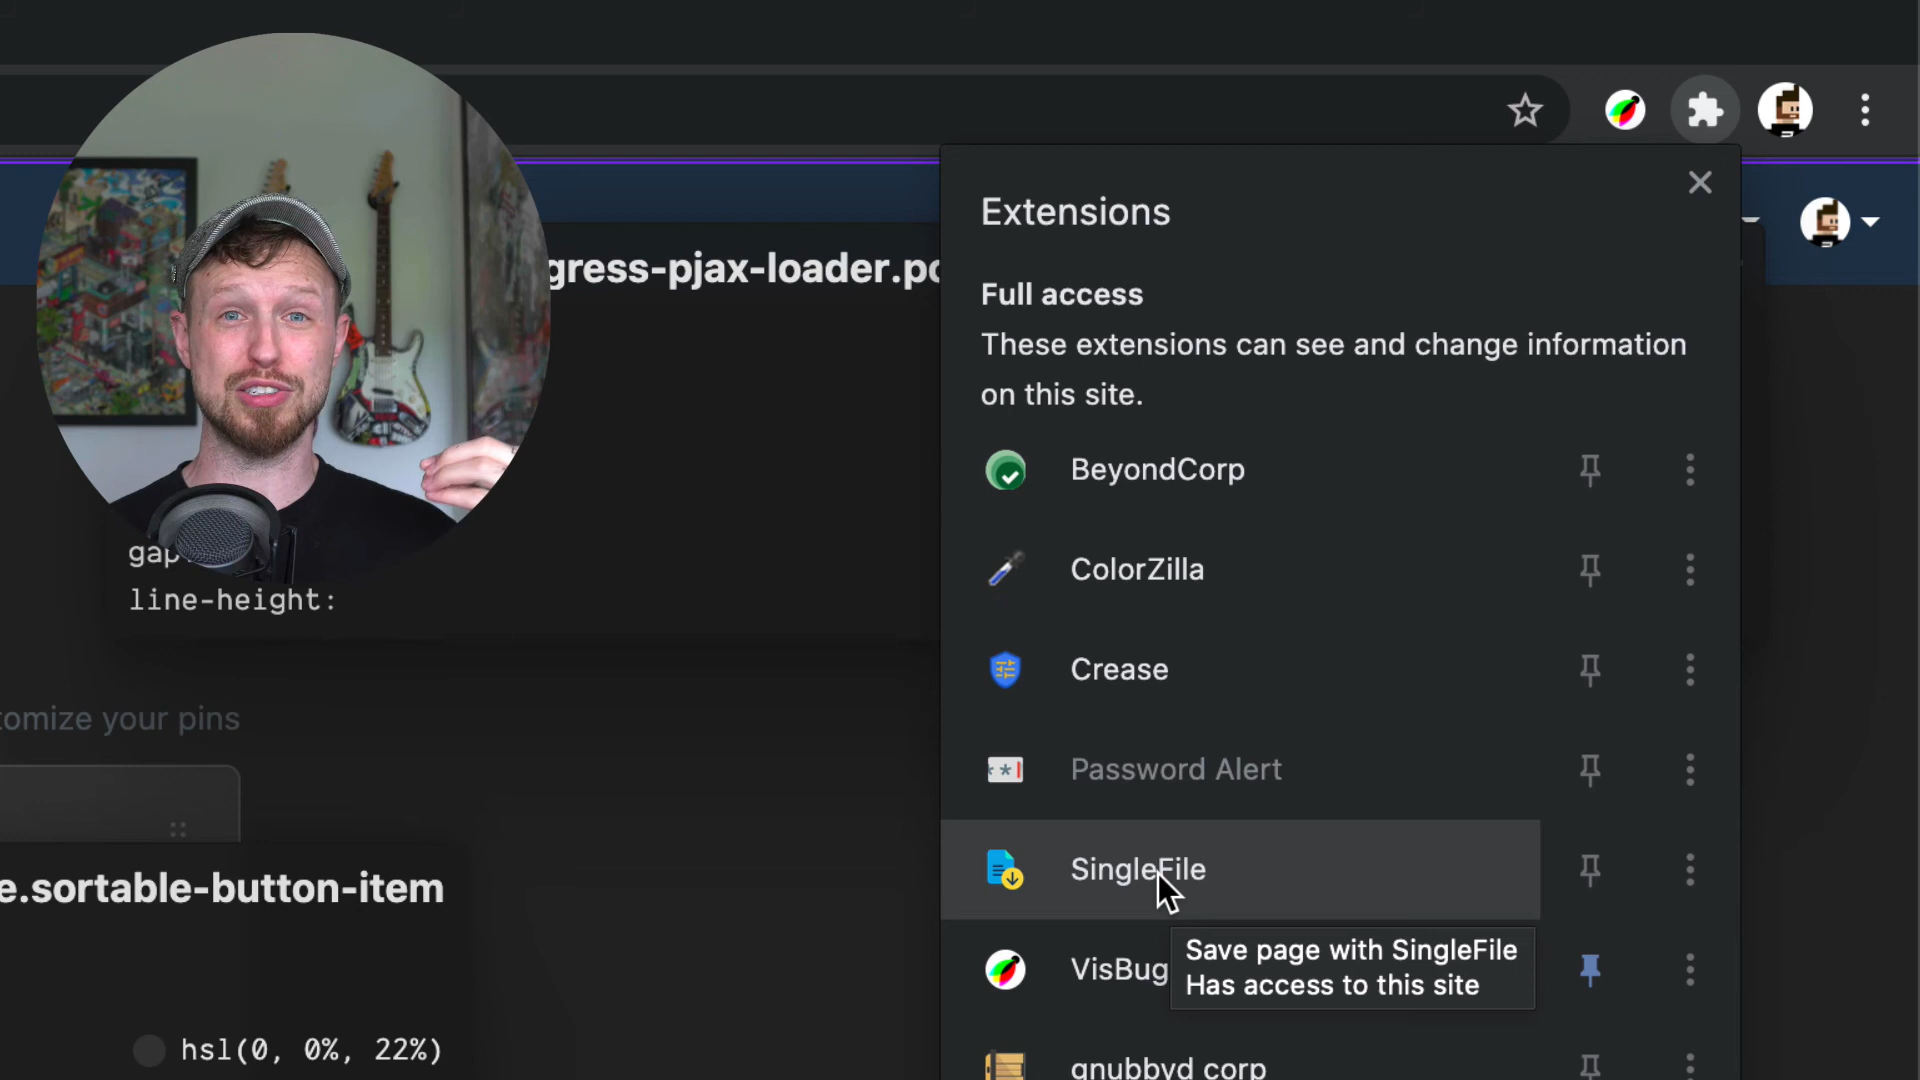 Extensions
gress-pjax-loader.
Full access
These extensions can see and change information
on this site.
BeyondCorp
ColorZilla
gap
line-height:
Crease
tomize your pins
Password Alert
SingleFile
e.sortable-button-item
Save page with SingleFile
VisBug
Has access to this site
hsl(0, 0%, 22%)
gnubbyd corp